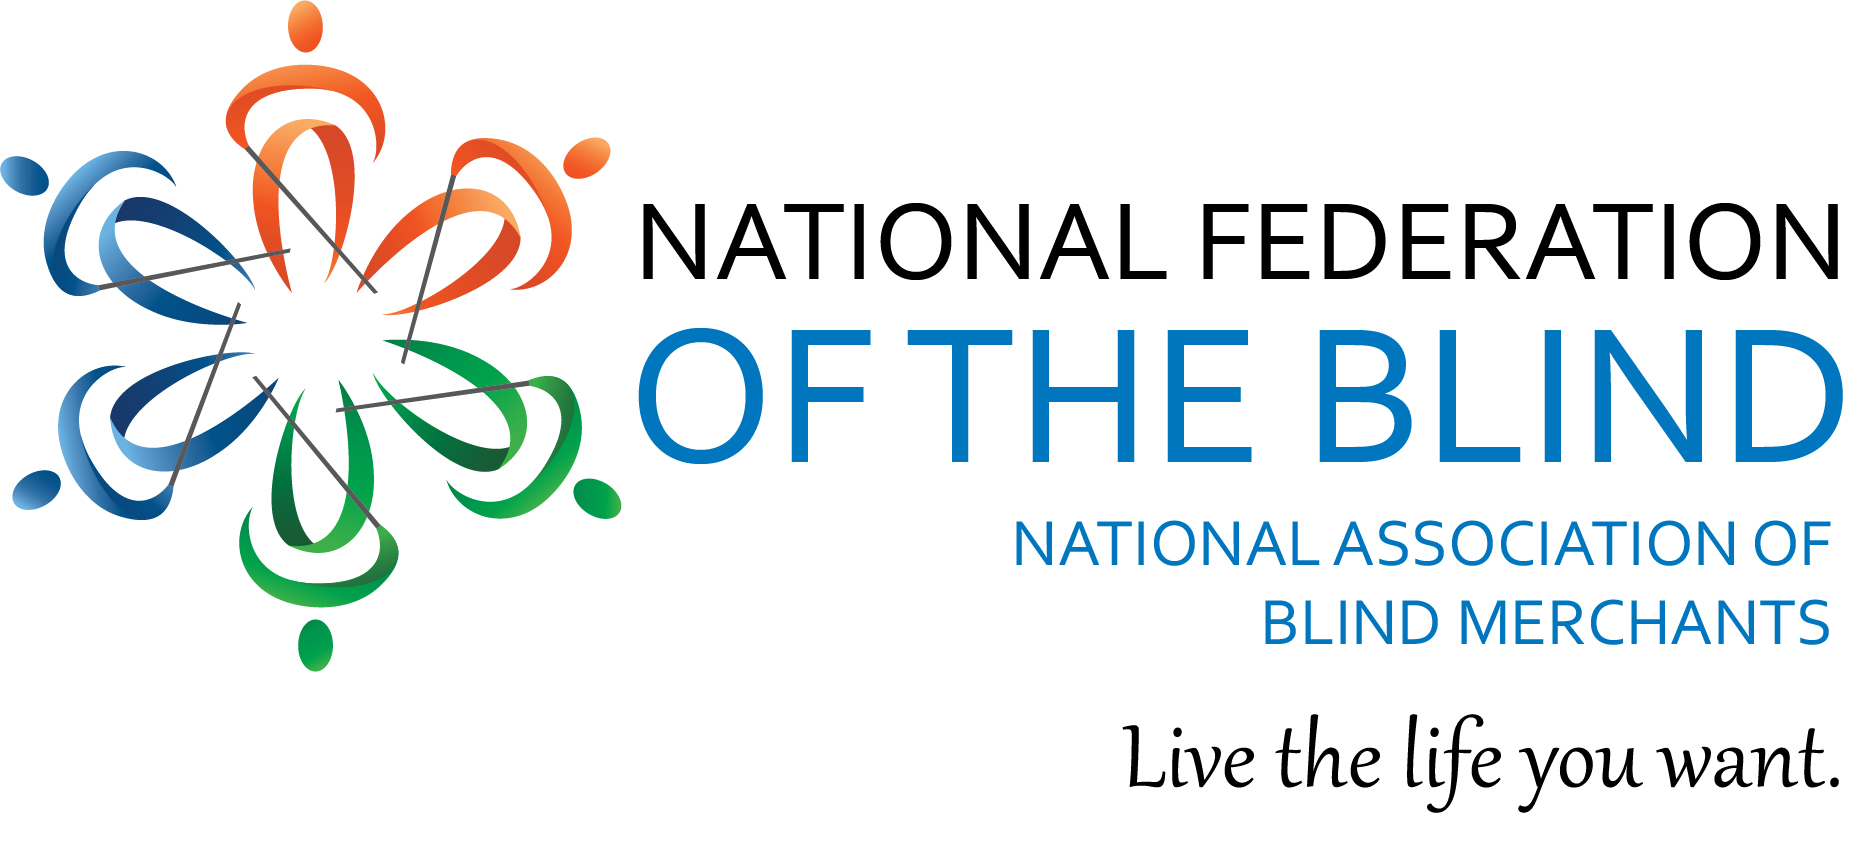 NATIONAL FEDERATION
OF THE BLIND
NATIONAL ASSOCIATION OF
BLIND MERCHANTS
Live the life you want.